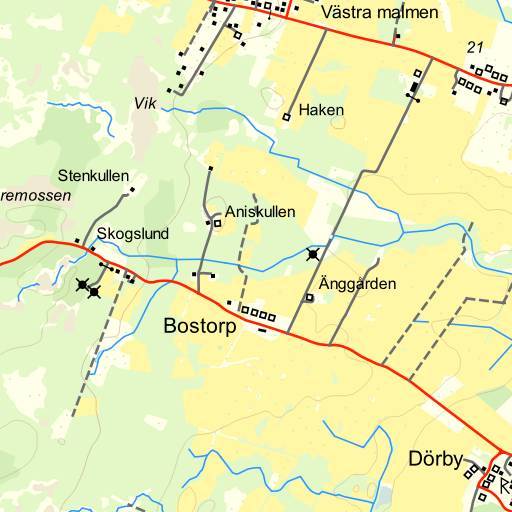 Västra malmen
21
Vik
Haken
Stenkullen
remossen
Aniskullen
Skogslund
Änggården
Bostorp
Dörby